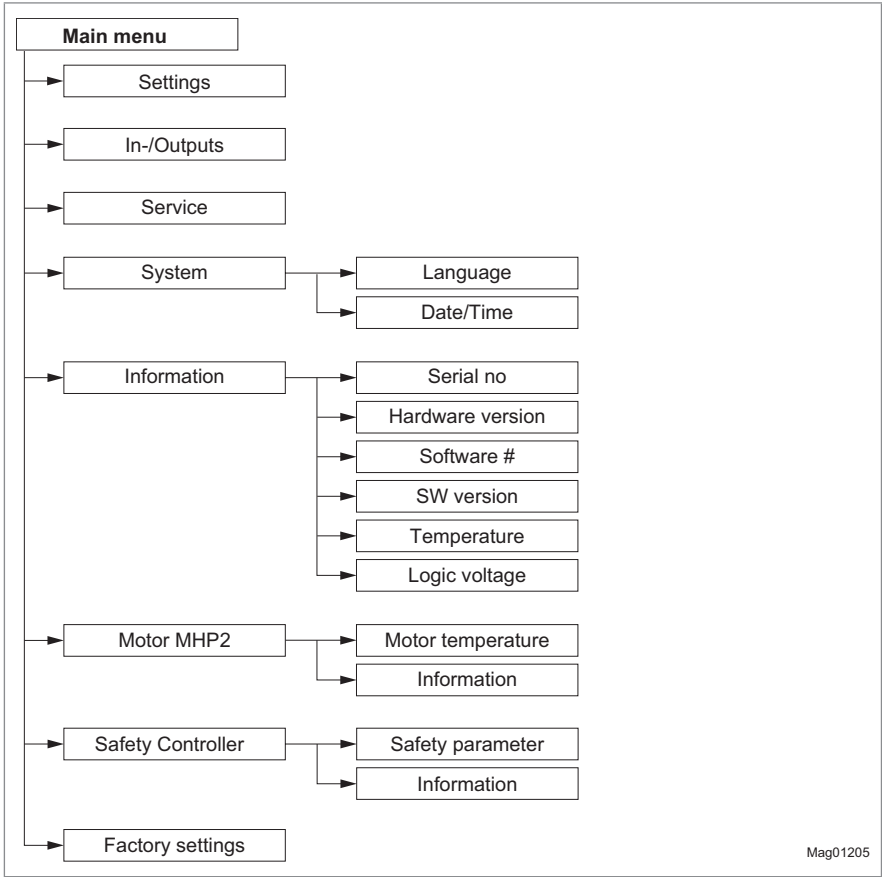 Main menu
Settings
In-/Outputs
Service
System
Language
Date/Time
Information
Serial no
Hardware version
Software #
SW version
Temperature
Logic voltage
Motor MHP2
Motor temperature
Information
Safety Controller
Safety parameter
Information
Factory settings
Mag01205